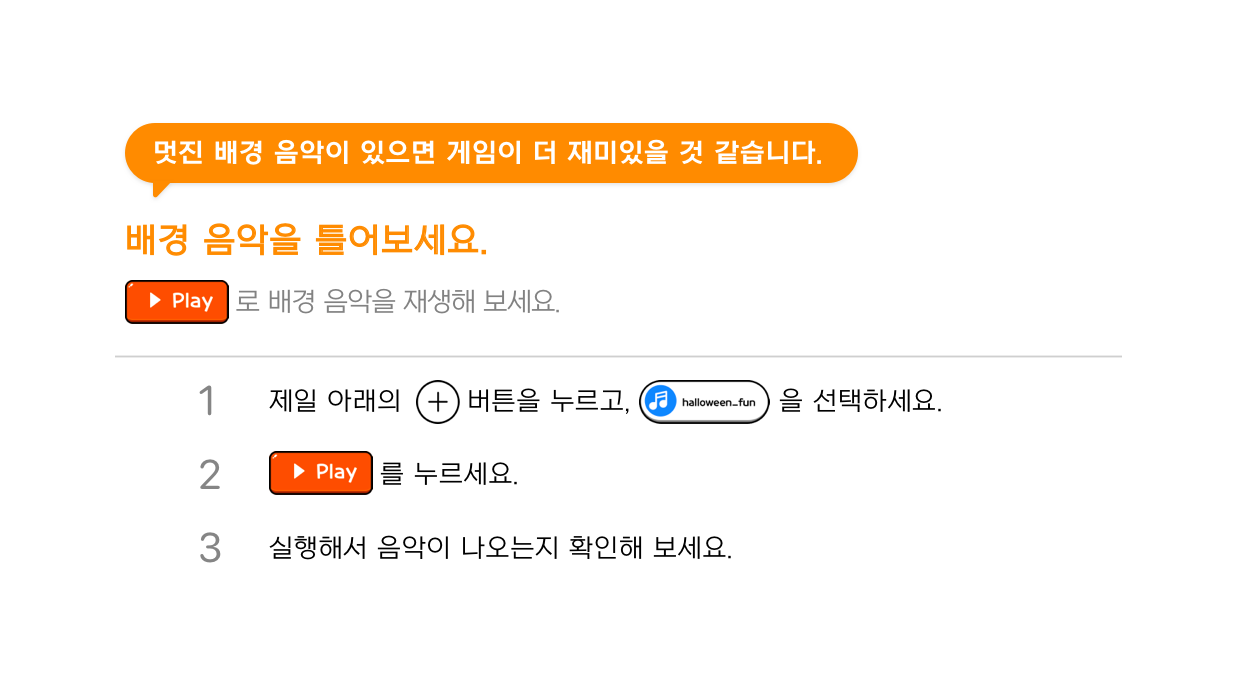 멋진 배경 음악이 있으면 게임이 더 재미있을 것 같습니다.
배경 음악을 틀어보세요.
Play 로 배경 음악을 재생해 보세요.
1 제일 아래의 + 버튼을 누르고, halloween_fun 을 선택하세요.
2 Play 를 누르세요.
3 실행해서 음악이 나오는지 확인해 보세요.